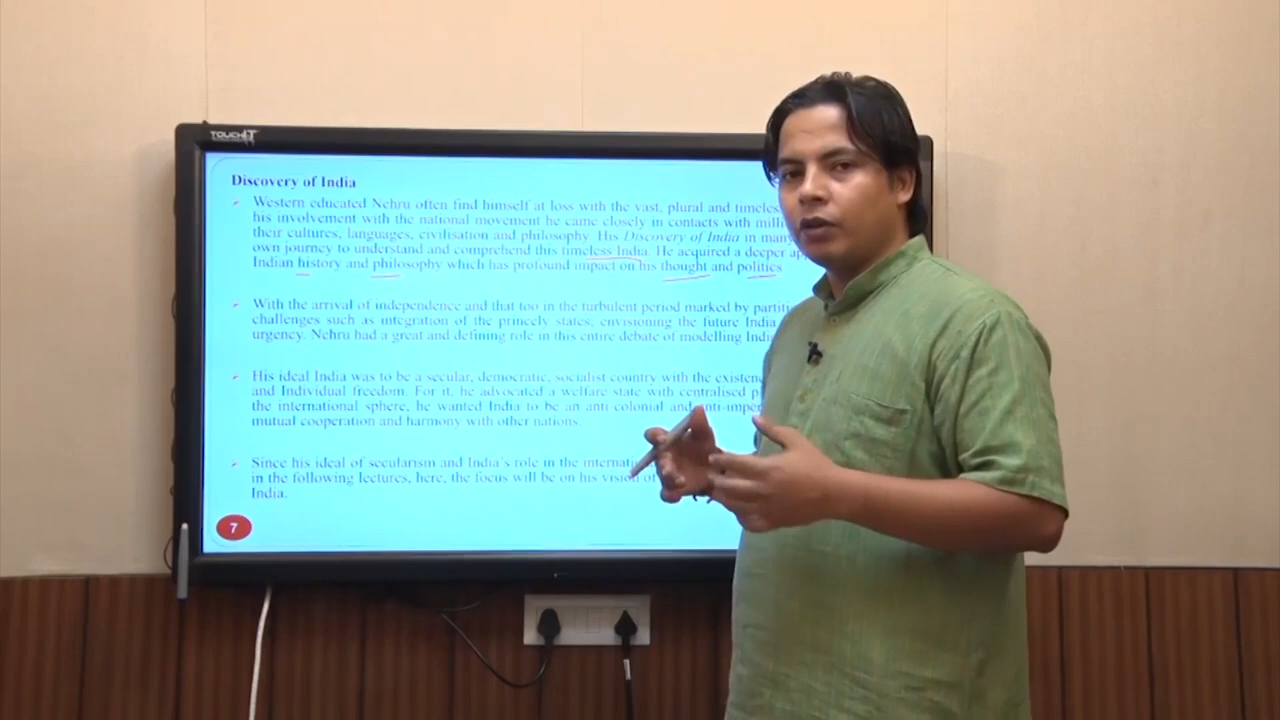 TOUCHIT
Discovery of India
Western educated Nehru often find himself at loss with the vast, plural and timeless
his involvement with the national movement he came closely in contacts with milli
their cultures, languages, civilisation and philosophy. His Discovery of India in many
own journey to understand and comprehend this timeless India. He acquired a deeper ap
Indian history and philosophy which has profound impact on his thought and politics
With the arrival of independence and that too in the turbulent period marked by partiti
challenges such as integration of the princely states; envisioning the future India
urgency. Nehru had a great and defining role in this entire debate of modelling Indi
His ideal India was to be a secular, democratic, socialist country with the existenc
and Individual freedom. For it, he advocated a welfare state with centralised p
the international sphere, he wanted India to be an anti colonial and anti-impe
mutual cooperation and harmony with other nations.
Since his ideal of secularism and India's role in the internati
in the following lectures, here, the focus will be on his vision of
India.
7